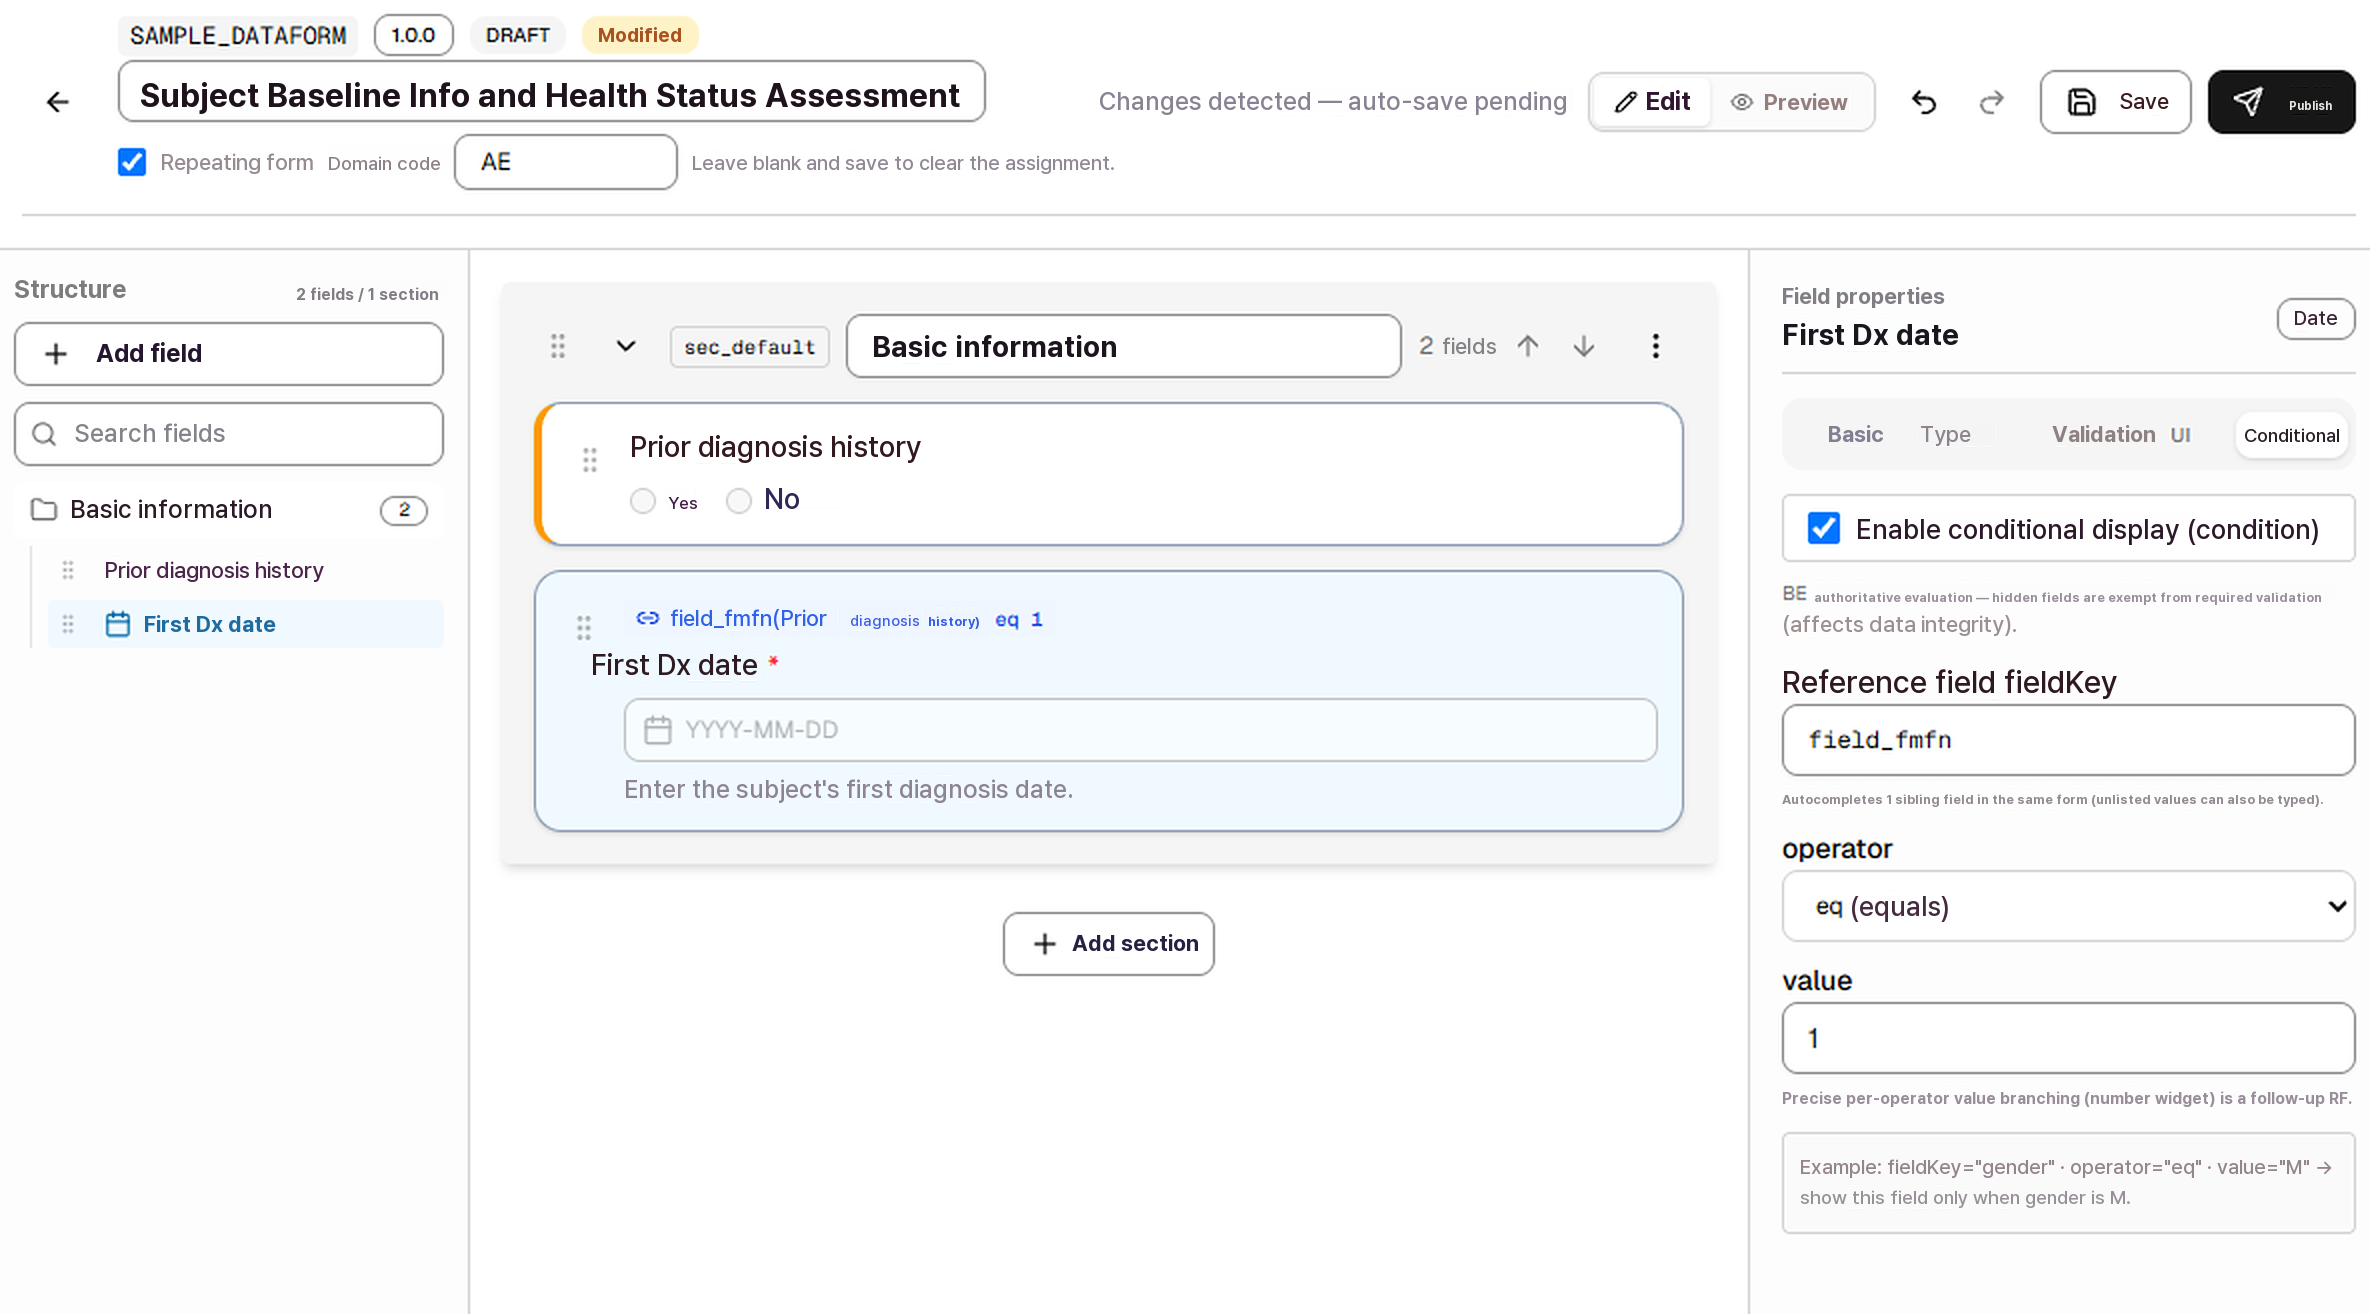 SAMPLE_DATAFORM 1.0.0 DRAFT Modified
Subject Baseline Info and Health Status Assessment
Changes detected — auto-save pending Edit Preview Save Publish
Repeating form Domain code AE Leave blank and save to clear the assignment.
Structure 2 fields / 1 section
Add field
Search fields
Basic information 2
Prior diagnosis history
First Dx date
sec_default Basic information 2 fields
Prior diagnosis history
Yes No
field_fmfn(Prior diagnosis history) eq 1
First Dx date *
YYYY-MM-DD
Enter the subject's first diagnosis date.
Add section
Field properties
First Dx date Date
Basic Type Validation UI Conditional
Enable conditional display (condition)
BE authoritative evaluation — hidden fields are exempt from required validation
(affects data integrity).
Reference field fieldKey
field_fmfn
Autocompletes 1 sibling field in the same form (unlisted values can also be typed).
operator
eq (equals)
value
1
Precise per-operator value branching (number widget) is a follow-up RF.
Example: fieldKey="gender" · operator="eq" · value="M" →
show this field only when gender is M.